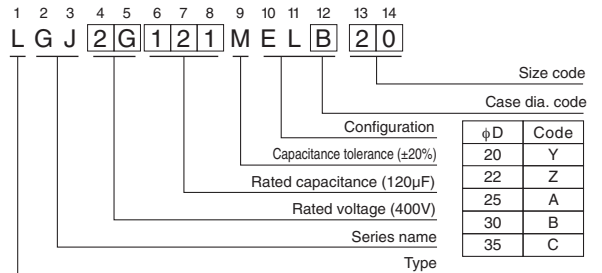 1 2 3 4 5 6 7 8 9 10 11 12 13 14
L G J 2 G 1 2 1 M E L B 2 0
Size code
Case dia. code
Configuration
Capacitance tolerance (±20%)
Rated capacitance (120µF)
Rated voltage (400V)
Series name
Type
ϕD Code
20 Y
22 Z
25 A
30 B
35 C